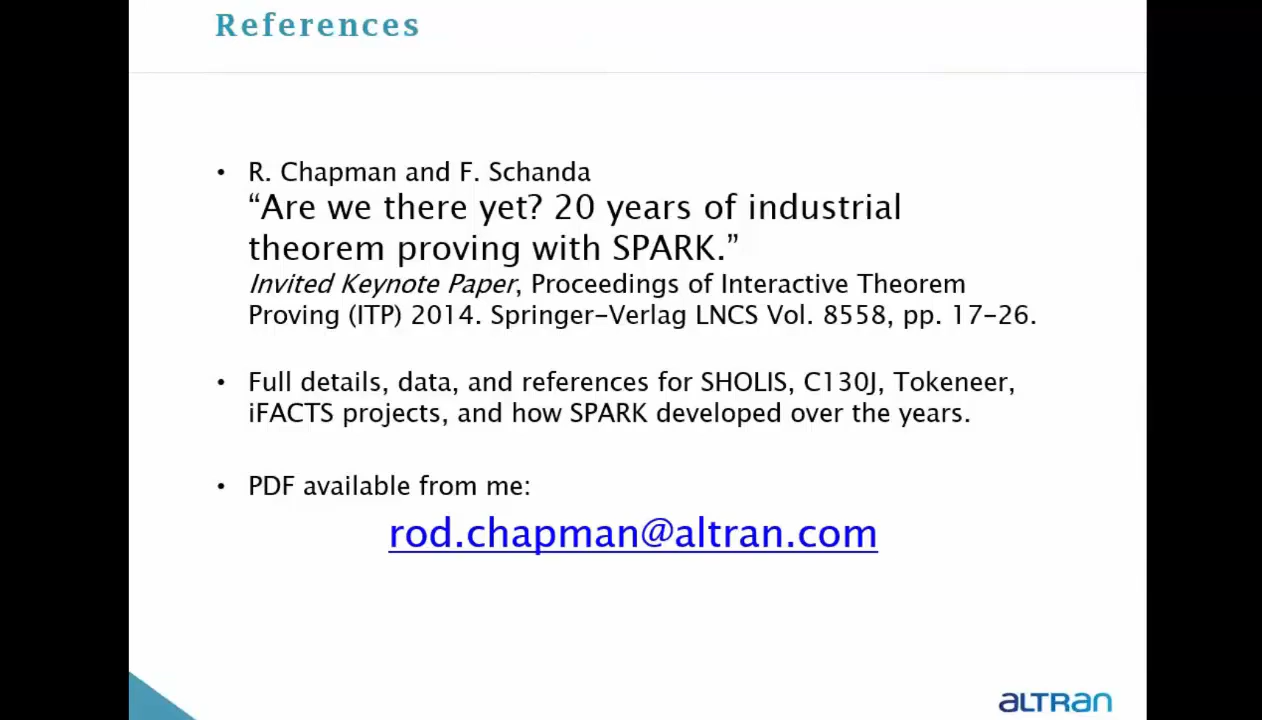 References
• R. Chapman and F. Schanda
“Are we there yet? 20 years of industrial
theorem proving with SPARK.”
Invited Keynote Paper, Proceedings of Interactive Theorem
Proving (ITP) 2014. Springer-Verlag LNCS Vol. 8558, pp. 17-26.
• Full details, data, and references for SHOLIS, C130J, Tokeneer,
iFACTS projects, and how SPARK developed over the years.
• PDF available from me:
rod.chapman@altran.com
ALTRAN